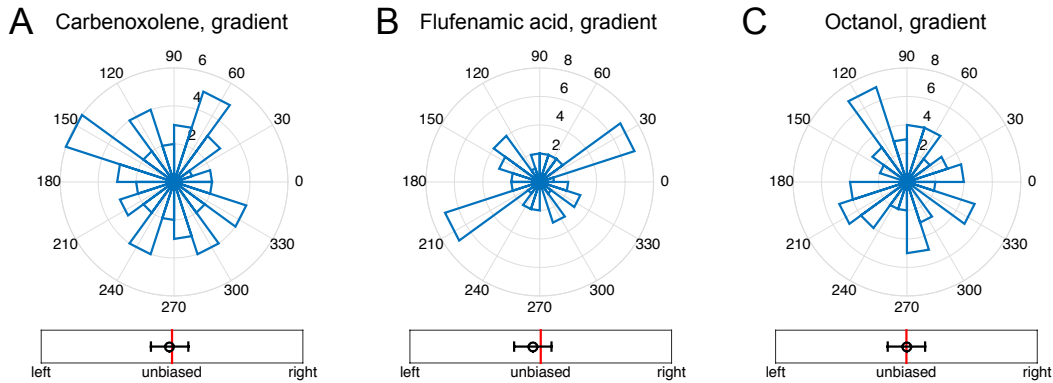 A Carbenoxolene, gradient
90
120 6 60
4
150 2 30
180 0
210 330
240 300
270
left unbiased right
B Flufenamic acid, gradient
90
120 8 60
6
4
150 2 30
180 0
210 330
240 300
270
left unbiased right
C Octanol, gradient
90
120 8 60
6
4
150 2 30
180 0
210 330
240 300
270
left unbiased right